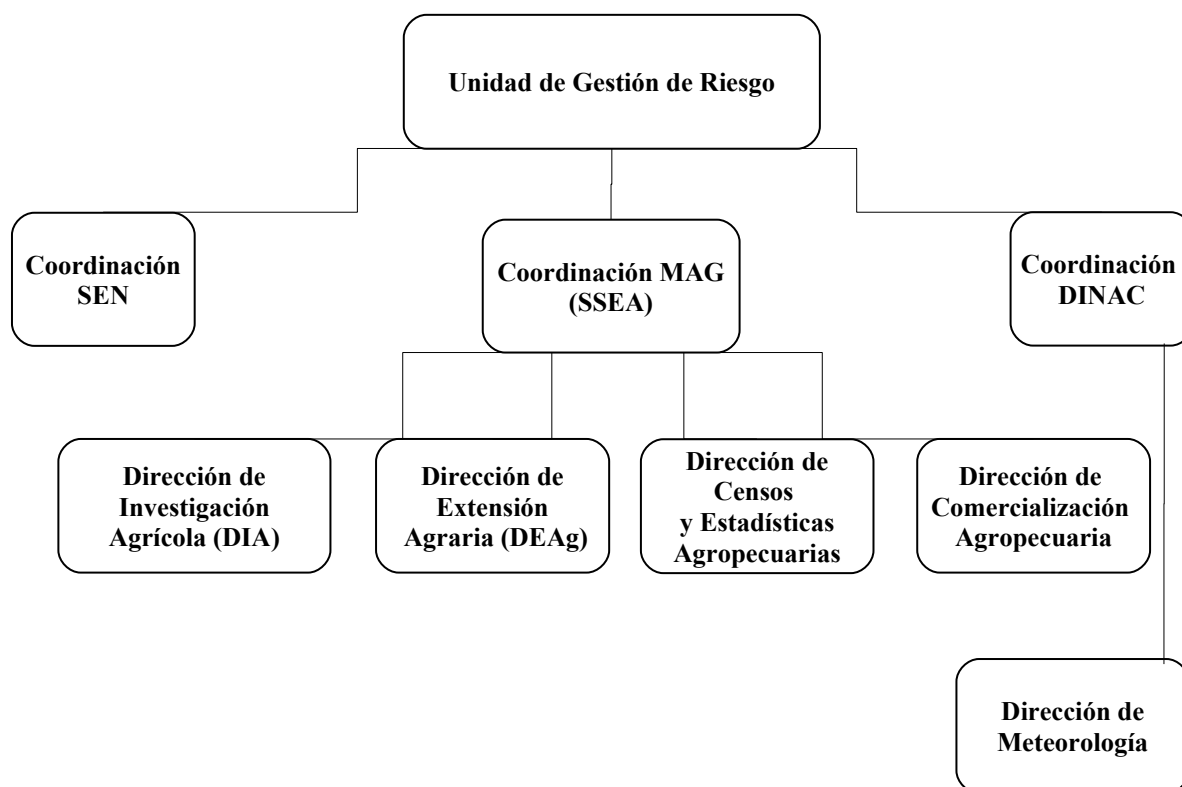 Unidad de Gestión de Riesgo
Coordinación
SEN
Coordinación MAG
(SSEA)
Coordinación
DINAC
Dirección de
Investigación
Agrícola (DIA)
Dirección de
Extensión
Agraria (DEAg)
Dirección de
Censos
y Estadísticas
Agropecuarias
Dirección de
Comercialización
Agropecuaria
Dirección de
Meteorología